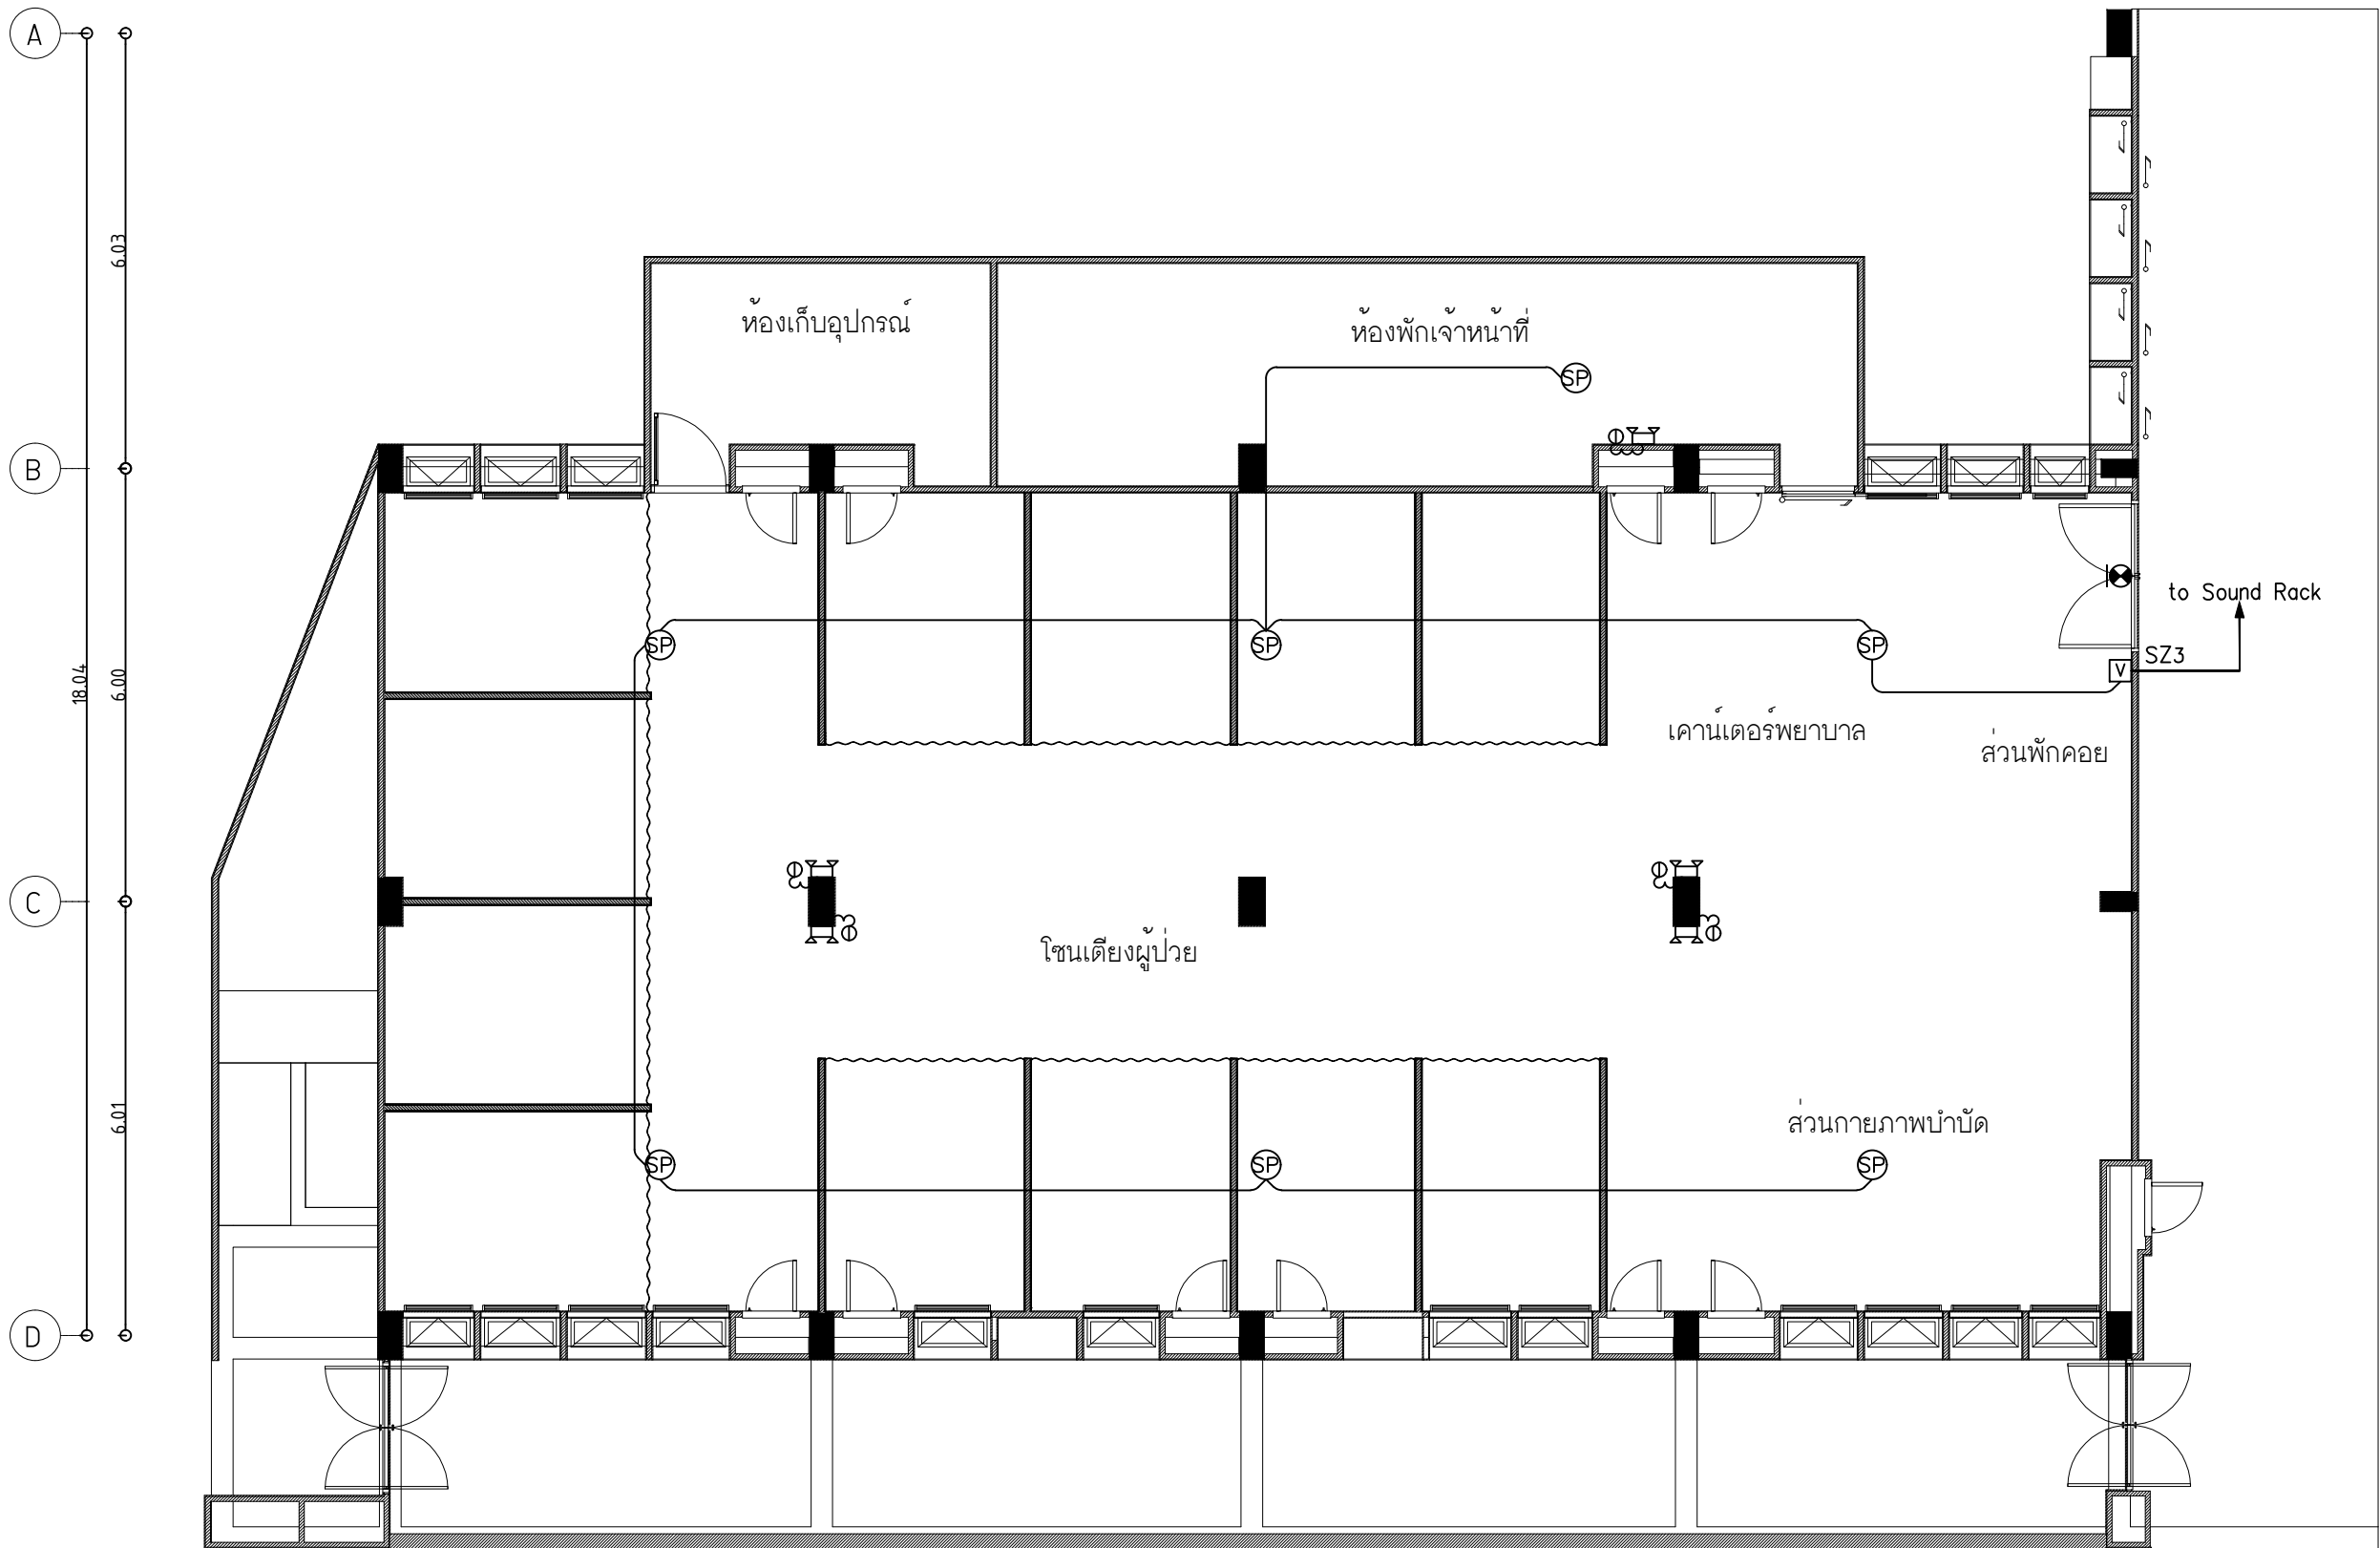 A
6.03
ห้องเก็บอุปกรณ์
ห้องพักเจ้าหน้าที่
SP
B
to Sound Rack
SP
SP
SP
SZ3
V
18.04
6.00
เคาน์เตอร์พยาบาล
ส่วนพักคอย
C
โซนเตียงผู้ป่วย
6.01
ส่วนกายภาพบำบัด
SP
SP
SP
D